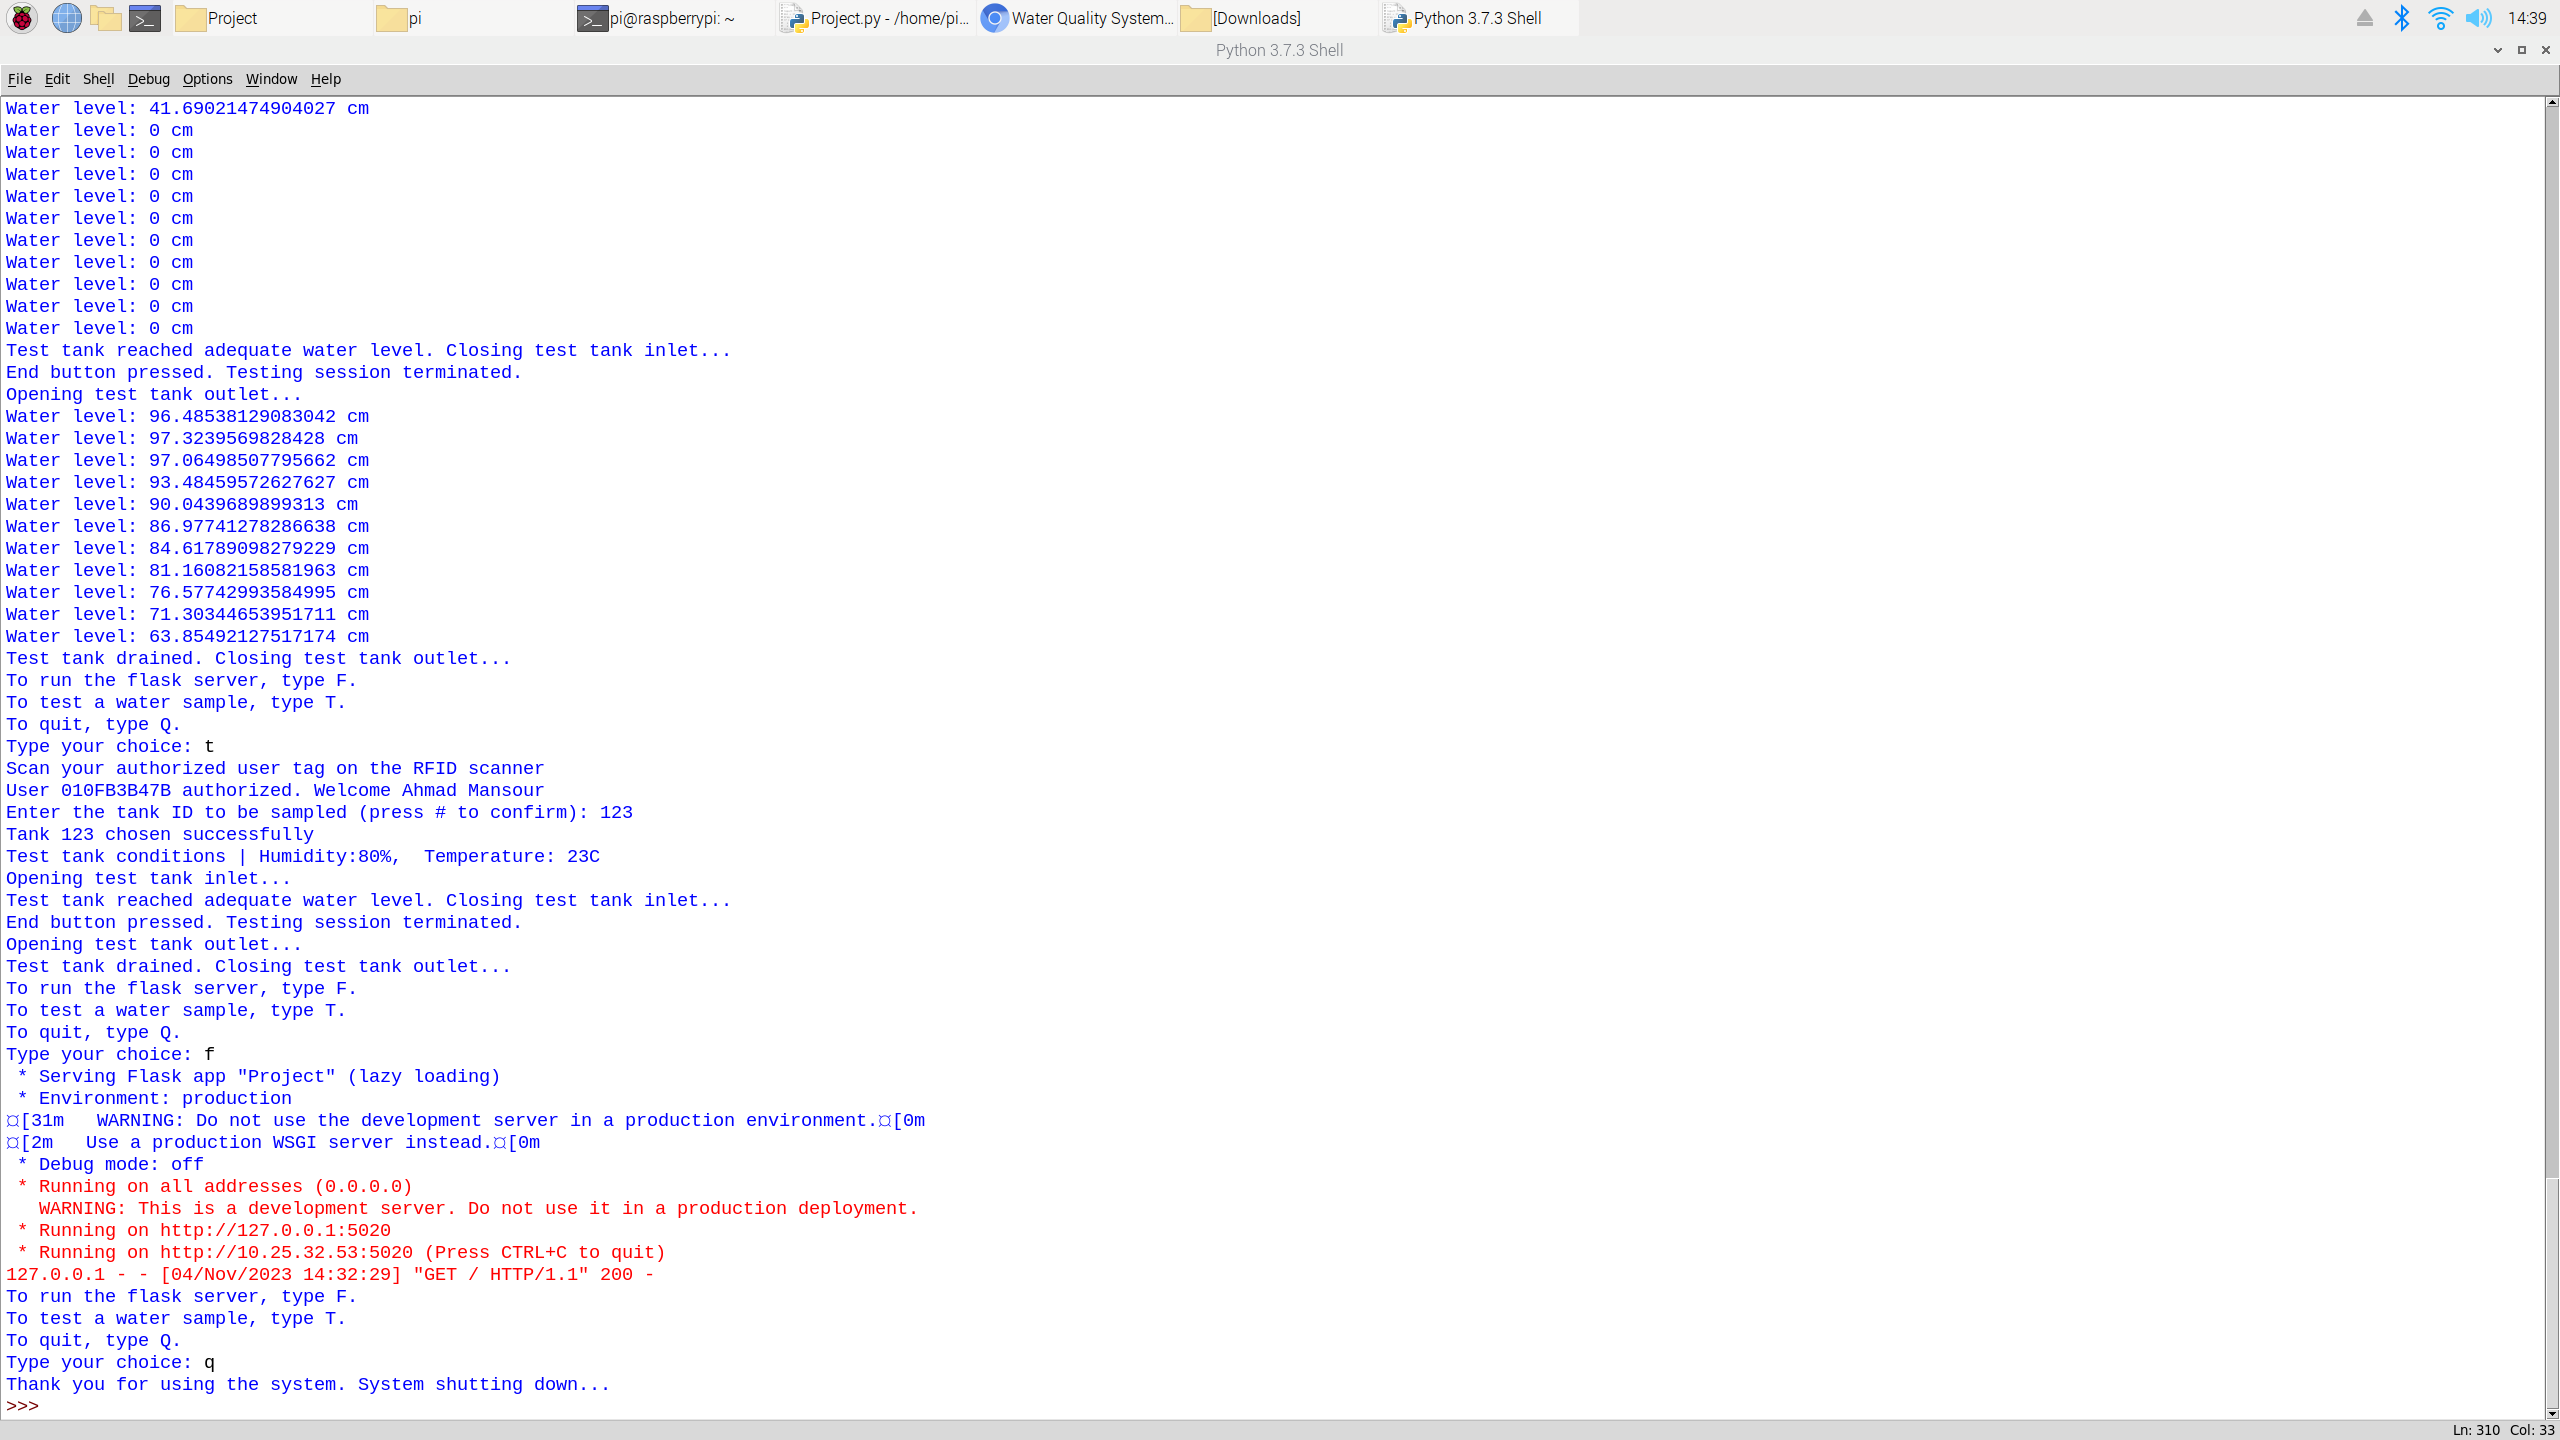 Project
pi
pi@raspberrypi: ~
Project.py - /home/pi...
Water Quality System...
[Downloads]
Python 3.7.3 Shell
14:39
Python 3.7.3 Shell
File Edit Shell Debug Options Window Help
Water level: 41.69021474904027 cm
Water level: 0 cm
Water level: 0 cm
Water level: 0 cm
Water level: 0 cm
Water level: 0 cm
Water level: 0 cm
Water level: 0 cm
Water level: 0 cm
Water level: 0 cm
Water level: 0 cm
Test tank reached adequate water level. Closing test tank inlet...
End button pressed. Testing session terminated.
Opening test tank outlet...
Water level: 96.48538129083042 cm
Water level: 97.3239569828428 cm
Water level: 97.06498507795662 cm
Water level: 93.48459572627627 cm
Water level: 90.0439689899313 cm
Water level: 86.97741278286638 cm
Water level: 84.61789098279229 cm
Water level: 81.16082158581963 cm
Water level: 76.57742993584995 cm
Water level: 71.30344653951711 cm
Water level: 63.85492127517174 cm
Test tank drained. Closing test tank outlet...
To run the flask server, type F.
To test a water sample, type T.
To quit, type Q.
Type your choice: t
Scan your authorized user tag on the RFID scanner
User 010FB3B47B authorized. Welcome Ahmad Mansour
Enter the tank ID to be sampled (press # to confirm): 123
Tank 123 chosen successfully
Test tank conditions | Humidity:80%,  Temperature: 23C
Opening test tank inlet...
Test tank reached adequate water level. Closing test tank inlet...
End button pressed. Testing session terminated.
Opening test tank outlet...
Test tank drained. Closing test tank outlet...
To run the flask server, type F.
To test a water sample, type T.
To quit, type Q.
Type your choice: f
 * Serving Flask app "Project" (lazy loading)
 * Environment: production
¤[31m   WARNING: Do not use the development server in a production environment.¤[0m
¤[2m   Use a production WSGI server instead.¤[0m
 * Debug mode: off
 * Running on all addresses (0.0.0.0)
   WARNING: This is a development server. Do not use it in a production deployment.
 * Running on http://127.0.0.1:5020
 * Running on http://10.25.32.53:5020 (Press CTRL+C to quit)
127.0.0.1 - - [04/Nov/2023 14:32:29] "GET / HTTP/1.1" 200 -
To run the flask server, type F.
To test a water sample, type T.
To quit, type Q.
Type your choice: q
Thank you for using the system. System shutting down...
>>>
Ln: 310 Col: 33